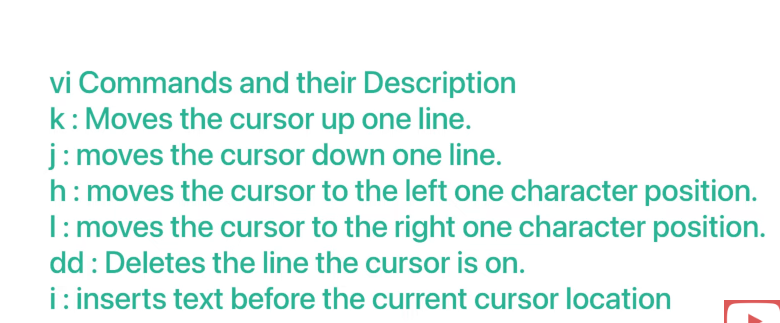 vi Commands and their Description
k : Moves the cursor up one line.
j : moves the cursor down one line.
h : moves the cursor to the left one character position.
l : moves the cursor to the right one character position.
dd : Deletes the line the cursor is on.
i : inserts text before the current cursor location